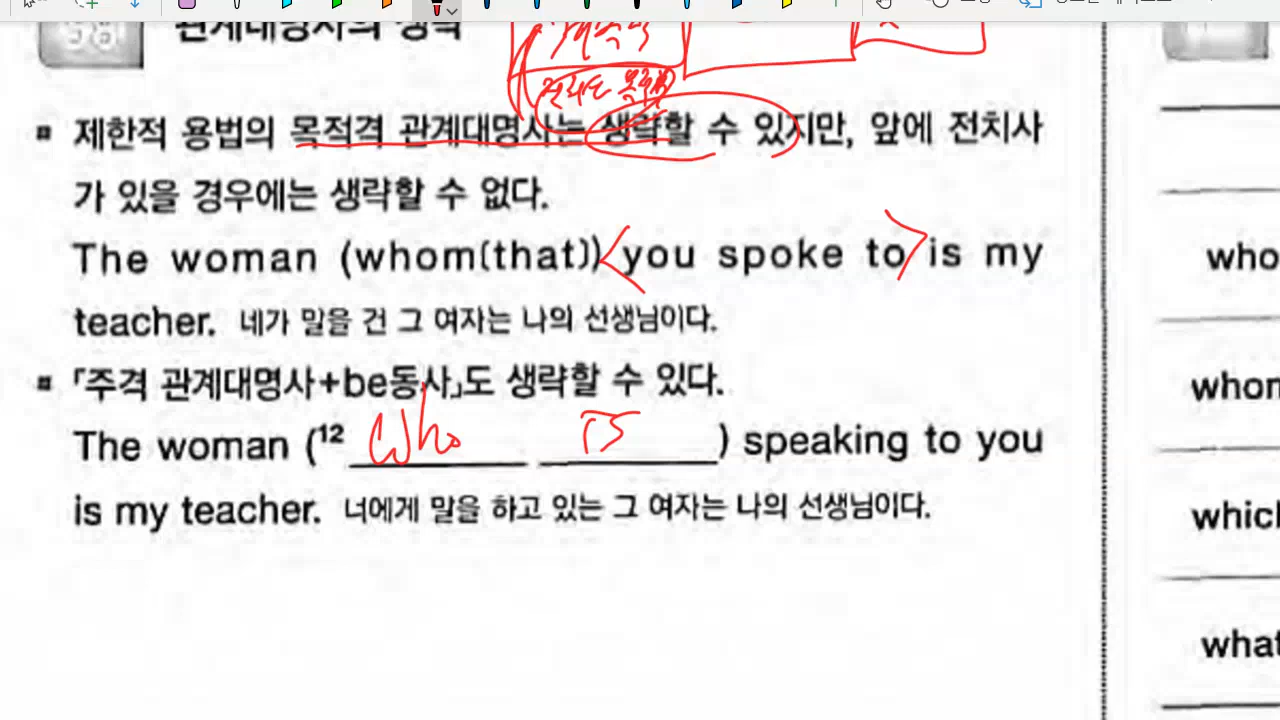 관계대명사의 생략
■ 제한적 용법의 목적격 관계대명사는 생략할 수 있지만, 앞에 전치사
가 있을 경우에는 생략할 수 없다.
The woman (whom(that)) < you spoke to > is my
teacher. 네가 말을 건 그 여자는 나의 선생님이다.
■ 「주격 관계대명사+be동사」도 생략할 수 있다.
The woman (12 who is ) speaking to you
is my teacher. 너에게 말을 하고 있는 그 여자는 나의 선생님이다.
which
what